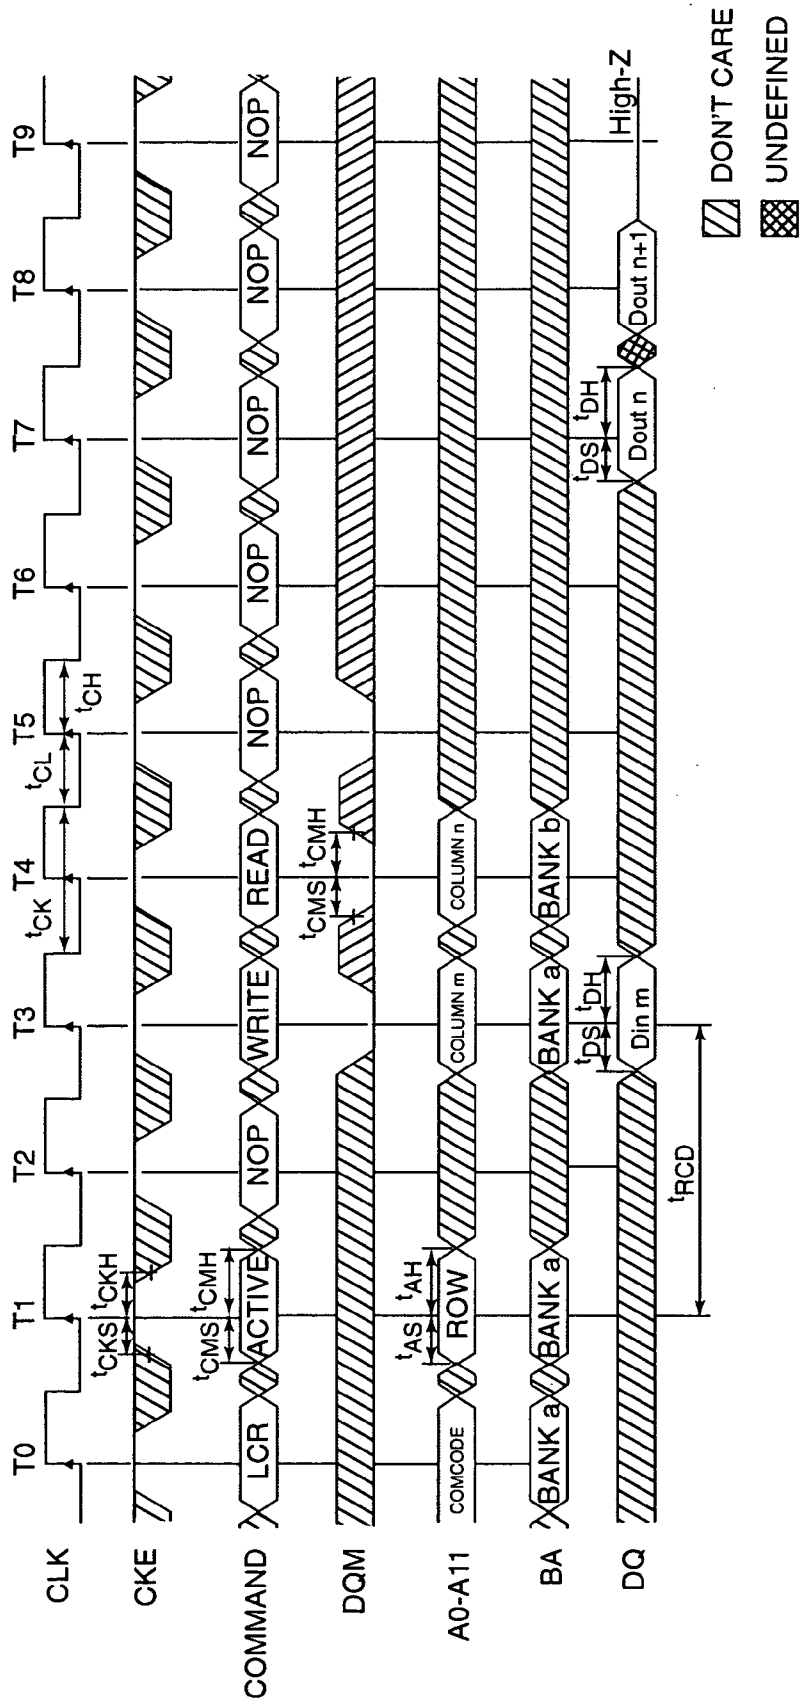 T0 T1 T2 T3 T4 T5 T6 T7 T8 T9
CLK
tCK tCL tCH
CKE
tCKS tCKH
COMMAND LCR ACTIVE NOP WRITE READ NOP NOP NOP NOP NOP
tCMS tCMH
DQM
tCMS tCMH
A0-A11 COMCODE ROW COLUMN m COLUMN n
tAS tAH
BA BANK a BANK a BANK a BANK b
DQ Din m Dout n Dout n+1 High-Z
tDS tDH tDS tDH
tRCD
DON'T CARE
UNDEFINED